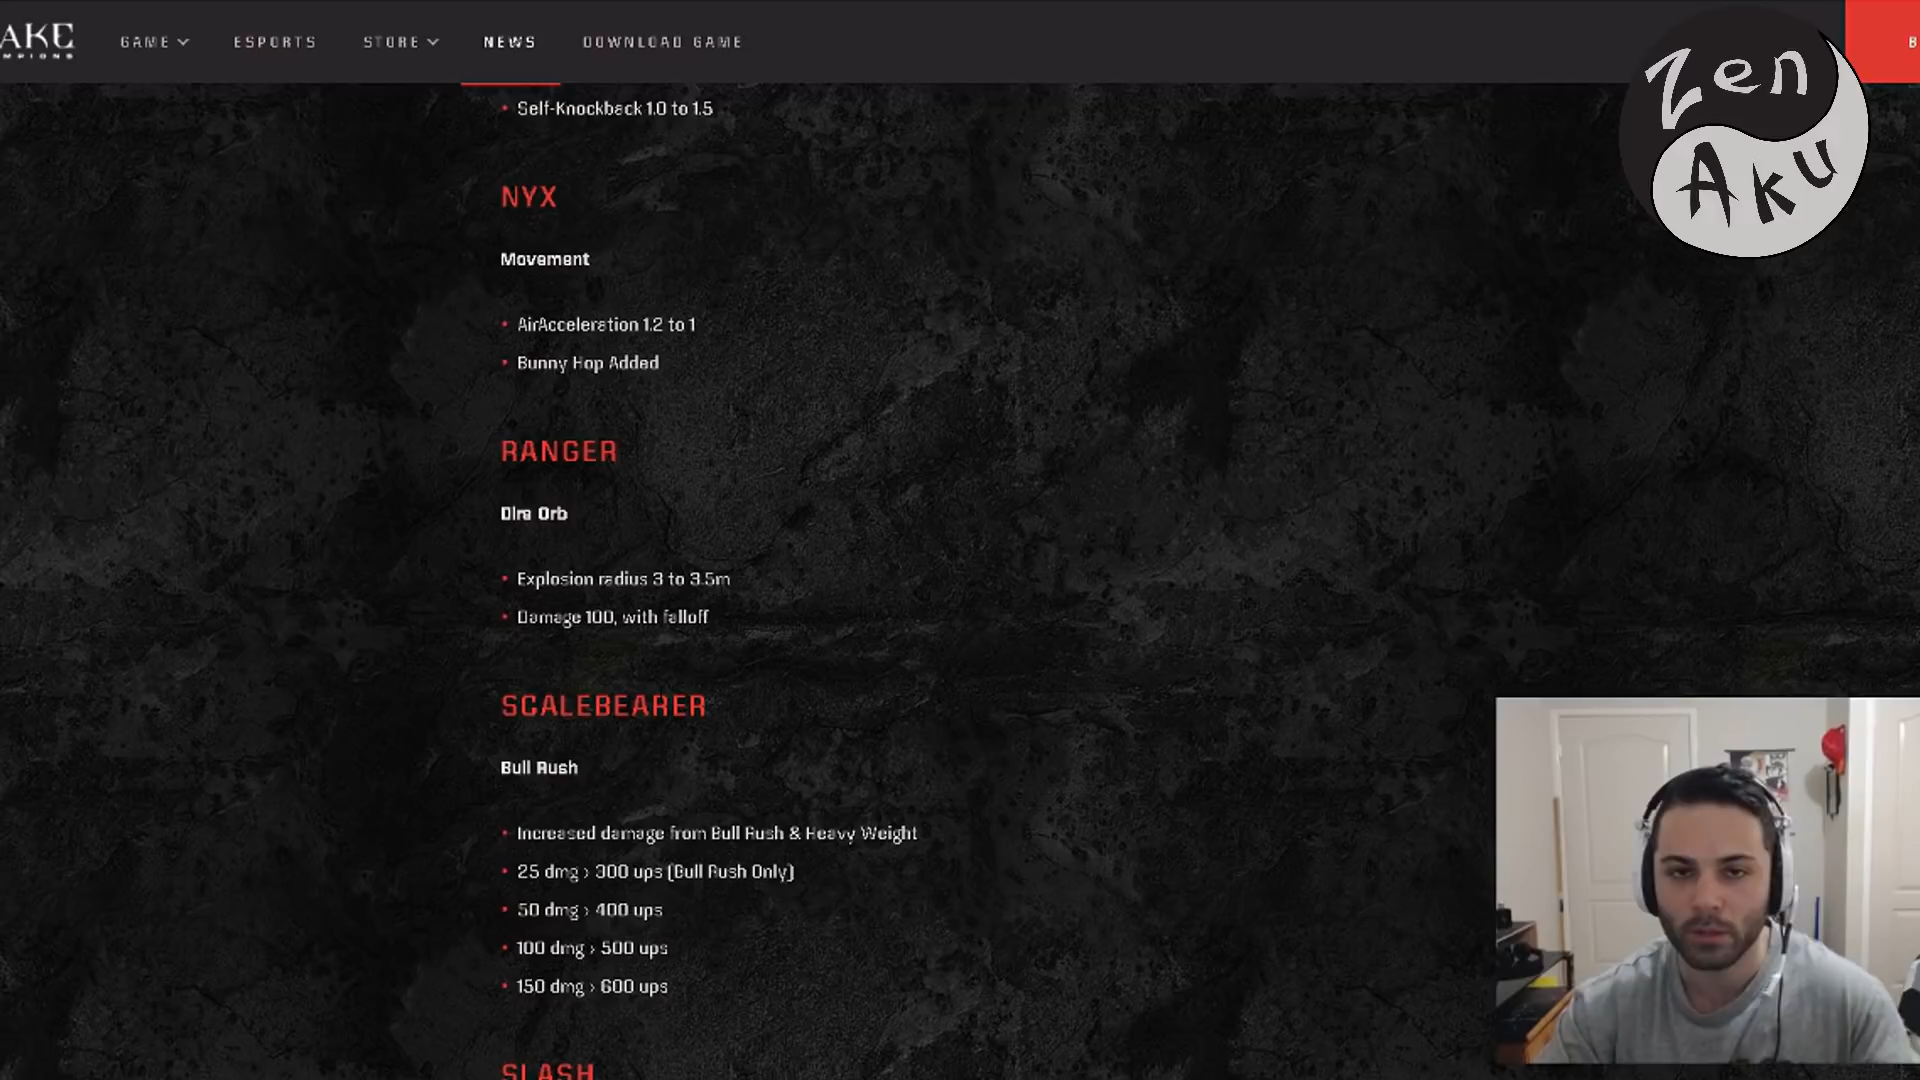 AKE
MPIONS
GAME
ESPORTS
STORE
NEWS
DOWNLOAD GAME
B
Zen
Aku
Self-Knockback 1.0 to 1.5
NYX
Movement
AirAcceleration 1.2 to 1
Bunny Hop Added
RANGER
Dire Orb
Explosion radius 3 to 3.5m
Damage 100, with falloff
SCALEBEARER
Bull Rush
Increased damage from Bull Rush & Heavy Weight
25 dmg > 300 ups (Bull Rush Only)
50 dmg > 400 ups
100 dmg > 500 ups
150 dmg > 600 ups
SLASH